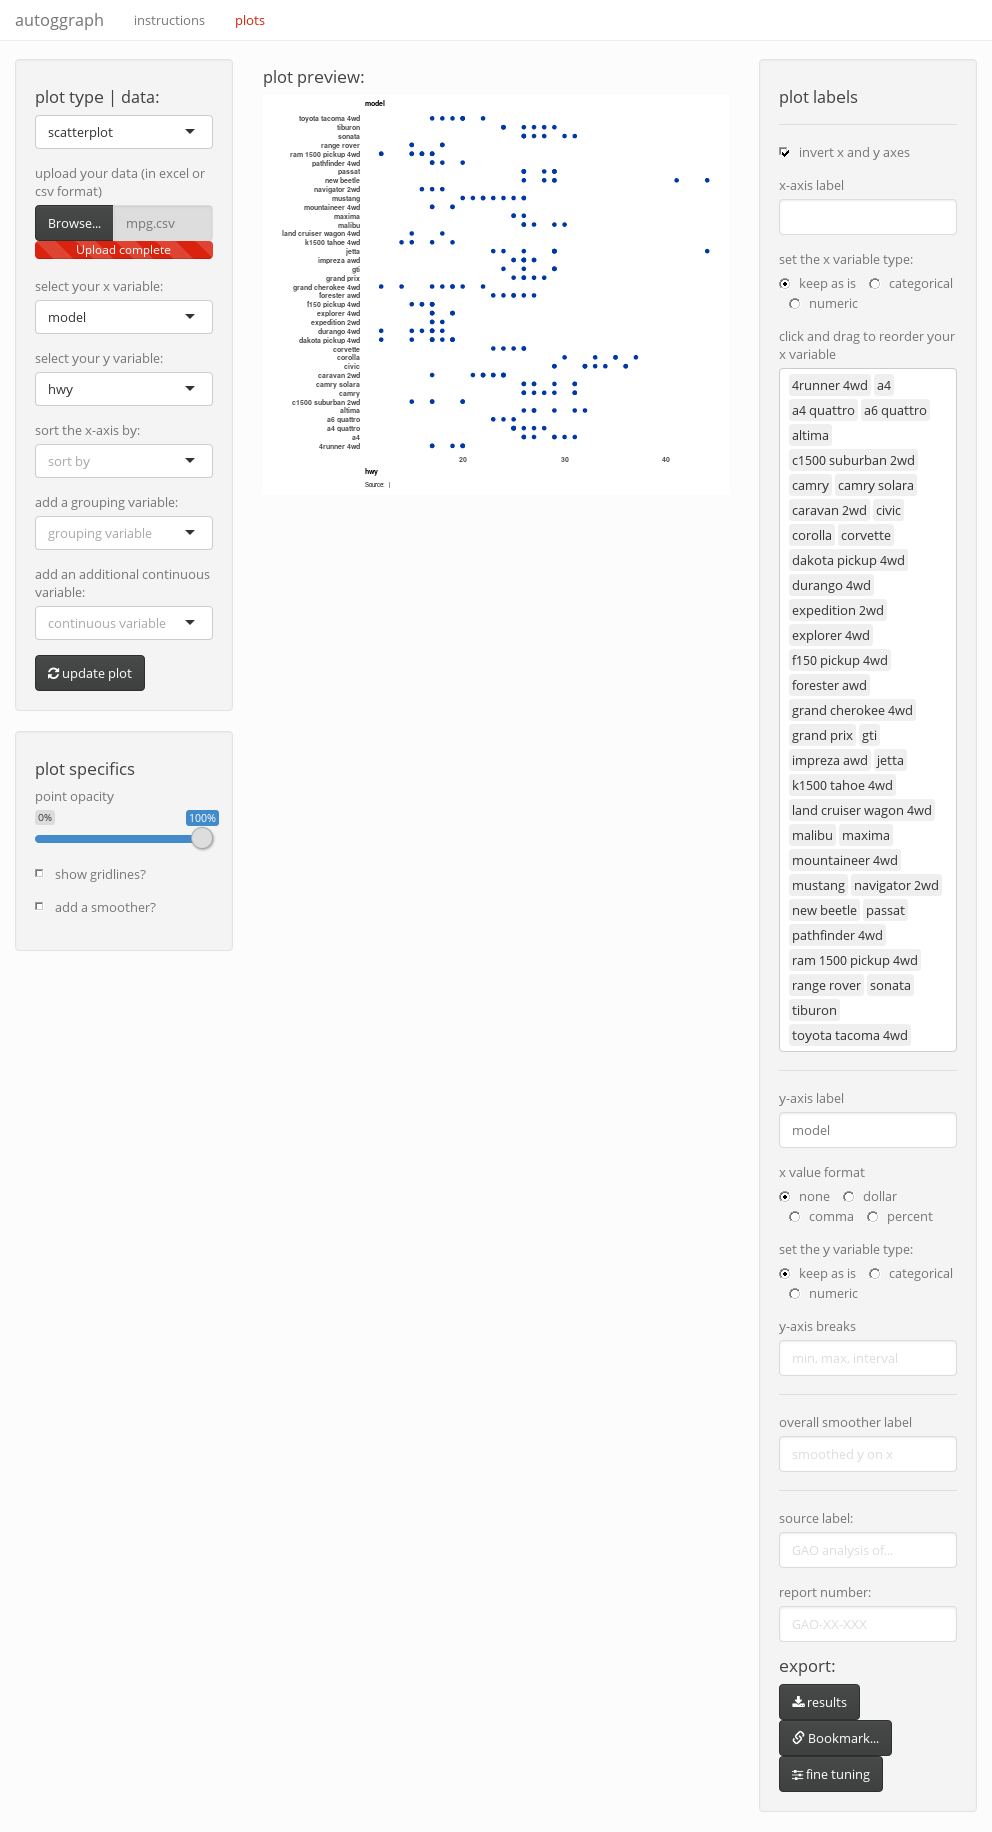 autoggraph
instructions
plots
plot type | data:
scatterplot
upload your data (in excel or
csv format)
Browse...
mpg.csv
Upload complete
select your x variable:
model
select your y variable:
hwy
sort the x-axis by:
sort by
add a grouping variable:
grouping variable
add an additional continuous
variable:
continuous variable
update plot
plot specifics
point opacity
0%
100%
show gridlines?
add a smoother?
plot preview:
model
toyota tacoma 4wd
tiburon
sonata
range rover
ram 1500 pickup 4wd
pathfinder 4wd
passat
new beetle
navigator 2wd
mustang
mountaineer 4wd
maxima
malibu
land cruiser wagon 4wd
k1500 tahoe 4wd
jetta
impreza awd
gti
grand prix
grand cherokee 4wd
forester awd
f150 pickup 4wd
explorer 4wd
expedition 2wd
durango 4wd
dakota pickup 4wd
corvette
corolla
civic
caravan 2wd
camry solara
camry
c1500 suburban 2wd
altima
a6 quattro
a4 quattro
a4
4runner 4wd
20 30 40
hwy
Source: |
plot labels
invert x and y axes
x-axis label
set the x variable type:
keep as is categorical
numeric
click and drag to reorder your
x variable
4runner 4wd a4
a4 quattro a6 quattro
altima
c1500 suburban 2wd
camry camry solara
caravan 2wd civic
corolla corvette
dakota pickup 4wd
durango 4wd
expedition 2wd
explorer 4wd
f150 pickup 4wd
forester awd
grand cherokee 4wd
grand prix gti
impreza awd jetta
k1500 tahoe 4wd
land cruiser wagon 4wd
malibu maxima
mountaineer 4wd
mustang navigator 2wd
new beetle passat
pathfinder 4wd
ram 1500 pickup 4wd
range rover sonata
tiburon
toyota tacoma 4wd
y-axis label
model
x value format
none dollar
comma percent
set the y variable type:
keep as is categorical
numeric
y-axis breaks
min, max, interval
overall smoother label
smoothed y on x
source label:
GAO analysis of...
report number:
GAO-XX-XXX
export:
results
Bookmark...
fine tuning